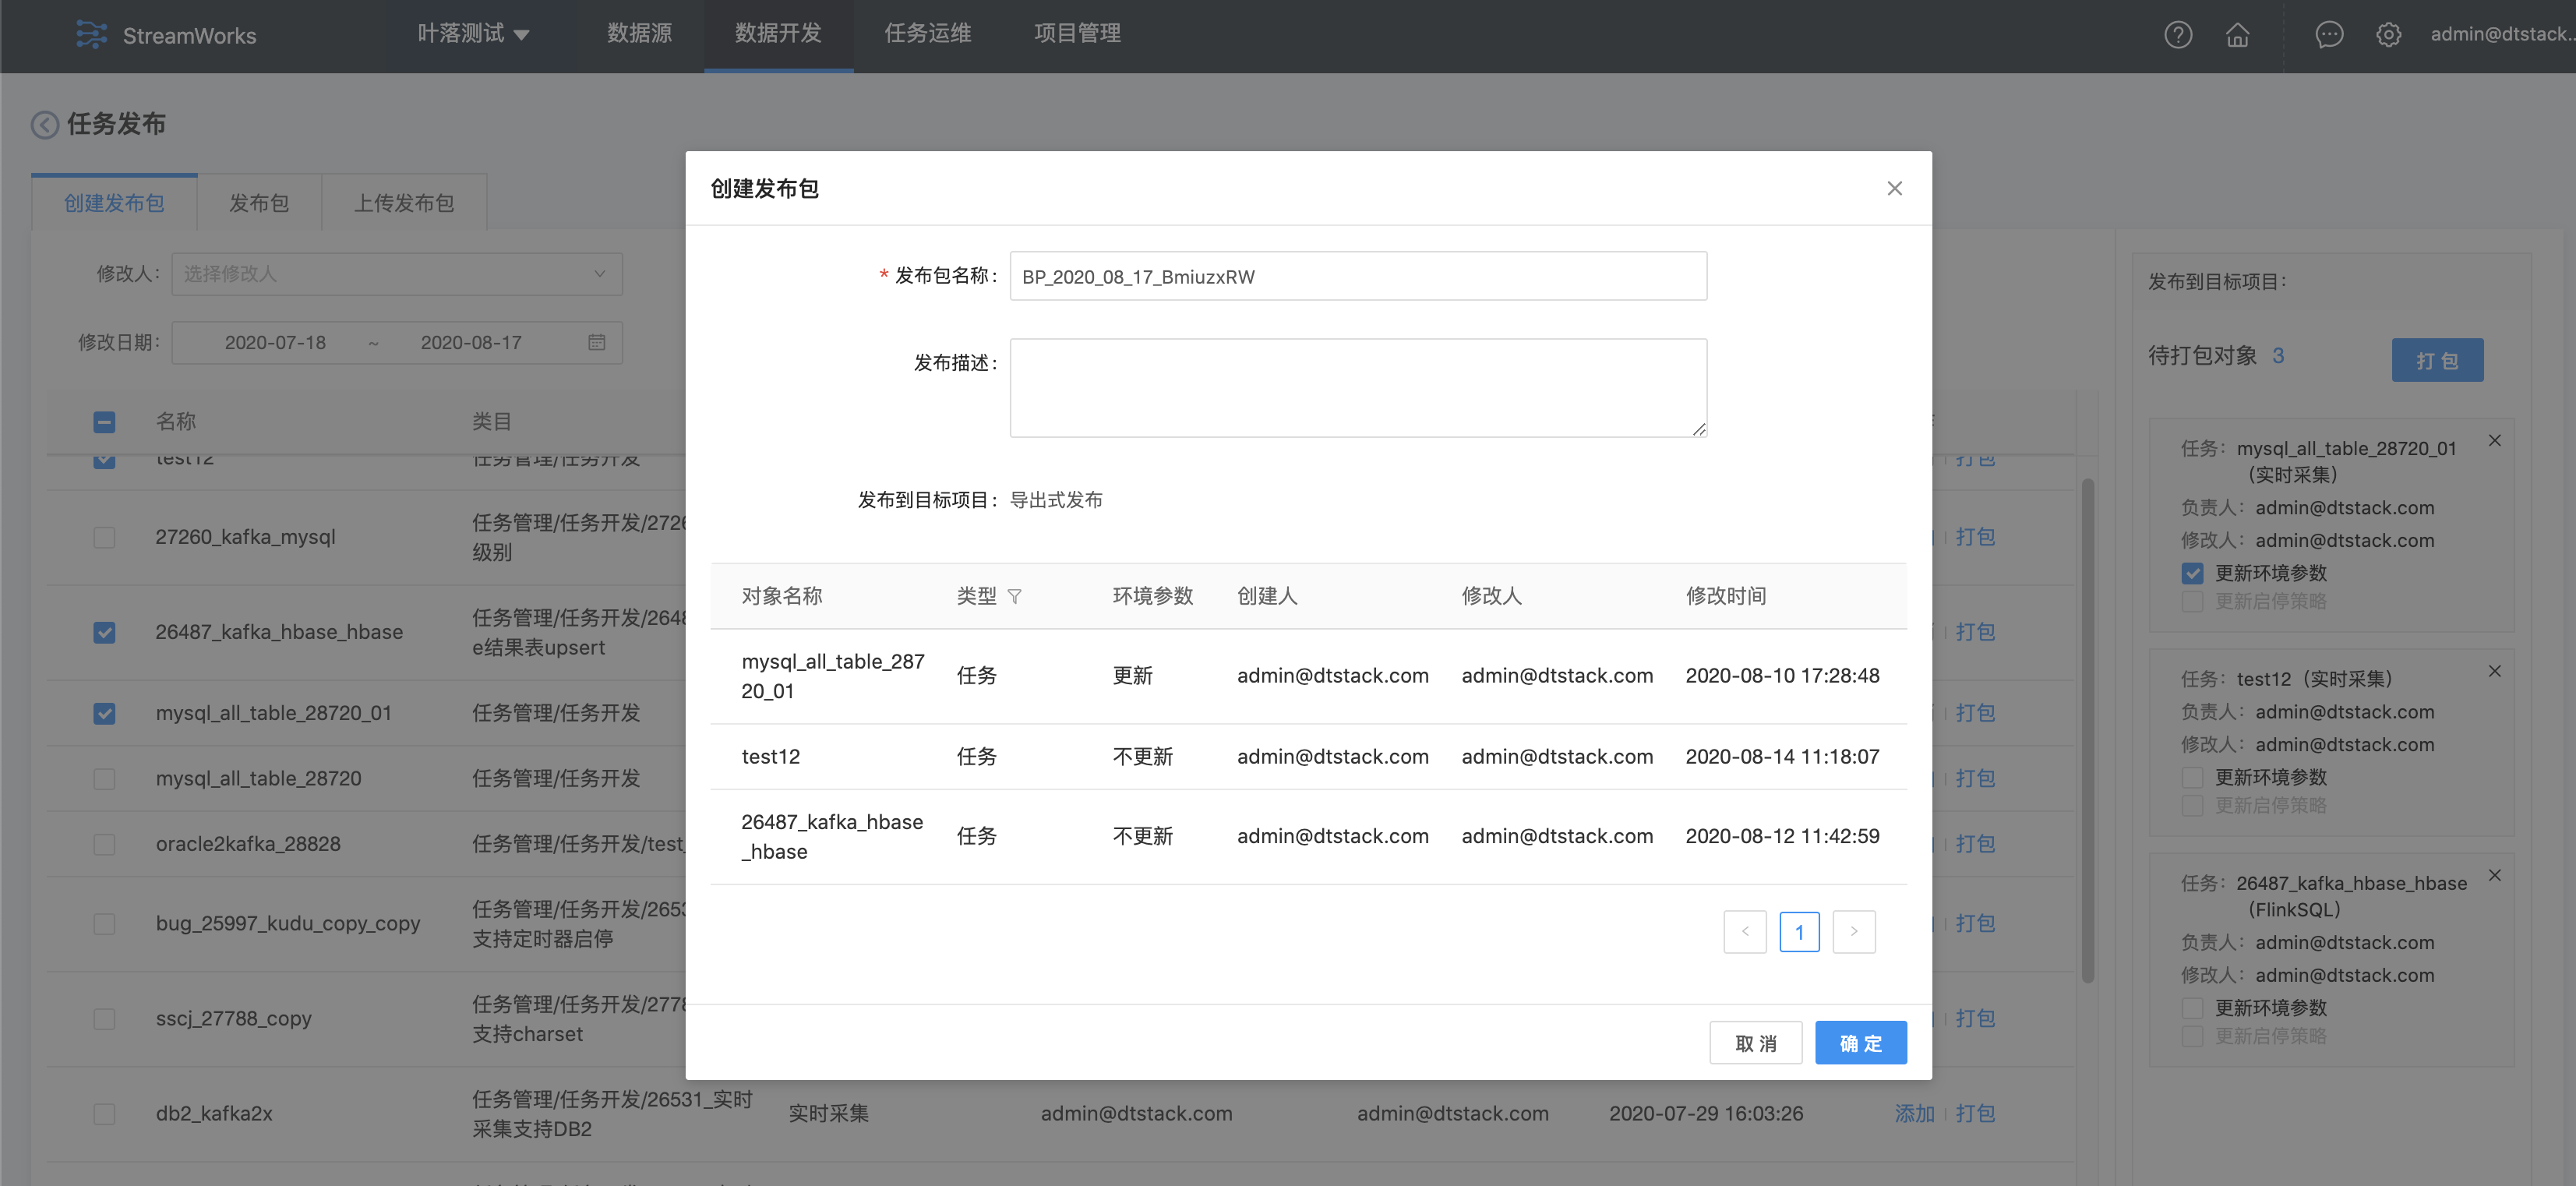 StreamWorks
叶落测试
数据源
数据开发
任务运维
项目管理
admin@dtstack...
任务发布
创建发布包
发布包
上传发布包
修改人：
选择修改人
修改日期：
2020-07-18 ~ 2020-08-17
名称 类目
test12 任务管理/任务开发 打包
27260_kafka_mysql
任务管理/任务开发/2726
级别
打包
26487_kafka_hbase_hbase
任务管理/任务开发/2648
e结果表upsert
打包
mysql_all_table_28720_01 任务管理/任务开发 打包
mysql_all_table_28720 任务管理/任务开发 打包
oracle2kafka_28828 任务管理/任务开发/test_ 打包
bug_25997_kudu_copy_copy
任务管理/任务开发/2653
支持定时器启停
打包
sscj_27788_copy
任务管理/任务开发/2778
支持charset
打包
db2_kafka2x
任务管理/任务开发/26531_实时
采集支持DB2
实时采集 admin@dtstack.com admin@dtstack.com 2020-07-29 16:03:26 添加 打包
创建发布包
* 发布包名称：
BP_2020_08_17_BmiuzxRW
发布描述：
发布到目标项目： 导出式发布
对象名称 类型 环境参数 创建人 修改人 修改时间
mysql_all_table_287
20_01
任务 更新 admin@dtstack.com admin@dtstack.com 2020-08-10 17:28:48
test12 任务 不更新 admin@dtstack.com admin@dtstack.com 2020-08-14 11:18:07
26487_kafka_hbase
_hbase
任务 不更新 admin@dtstack.com admin@dtstack.com 2020-08-12 11:42:59
1
取 消
确 定
发布到目标项目：
待打包对象 3
打 包
任务： mysql_all_table_28720_01
（实时采集）
负责人： admin@dtstack.com
修改人： admin@dtstack.com
更新环境参数
更新启停策略
任务： test12（实时采集）
负责人： admin@dtstack.com
修改人： admin@dtstack.com
更新环境参数
更新启停策略
任务： 26487_kafka_hbase_hbase
（FlinkSQL）
负责人： admin@dtstack.com
修改人： admin@dtstack.com
更新环境参数
更新启停策略